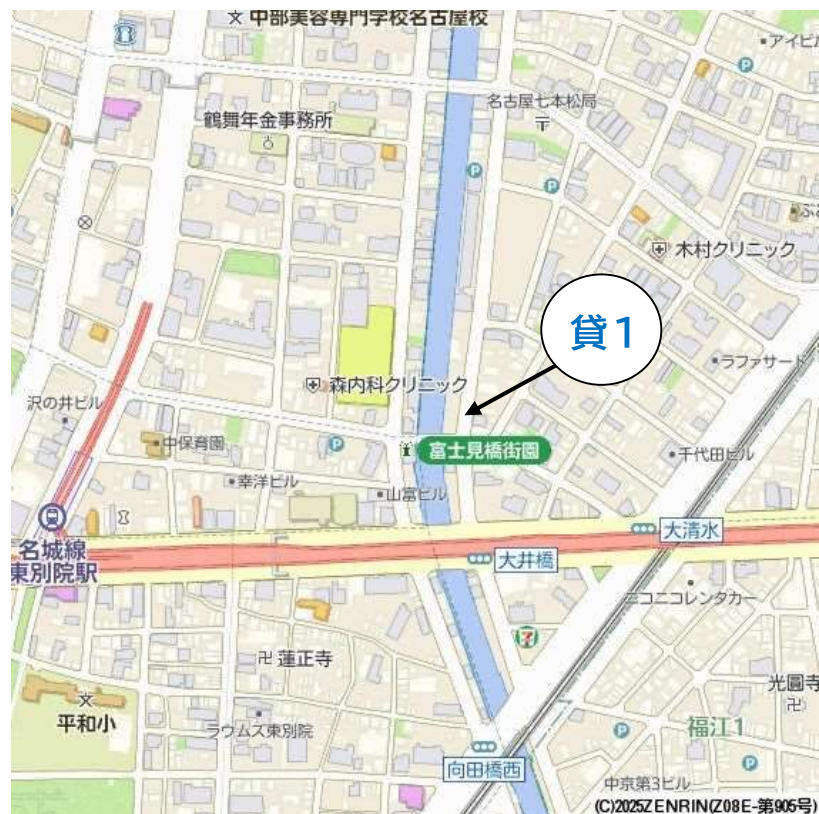 中部美容専門学校名古屋校
アイビル
名古屋七本松局
鶴舞年金事務所
木村クリニック
貸1
ラファサード
森内科クリニック
沢の井ビル
中保育園
富士見橋街園
千代田ビル
幸洋ビル
山富ビル
大清水
名城線
東別院駅
大井橋
ニコニコレンタカー
蓮正寺
光圓寺
平和小
ラウムズ東別院
福江1
向田橋西
中京第3ビル
(C)2025ZENRIN(Z08E-第905号)